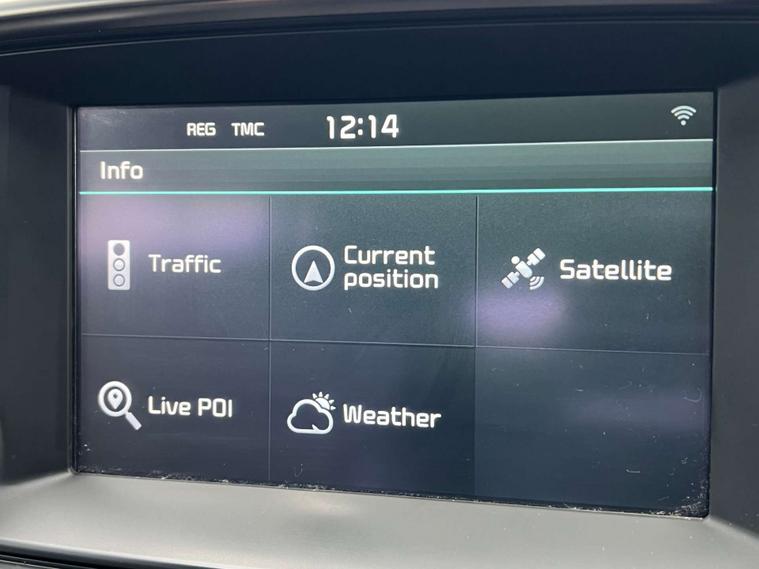 REG TMC 12:14
Info
Traffic
Current
position
Satellite
Live POI
Weather